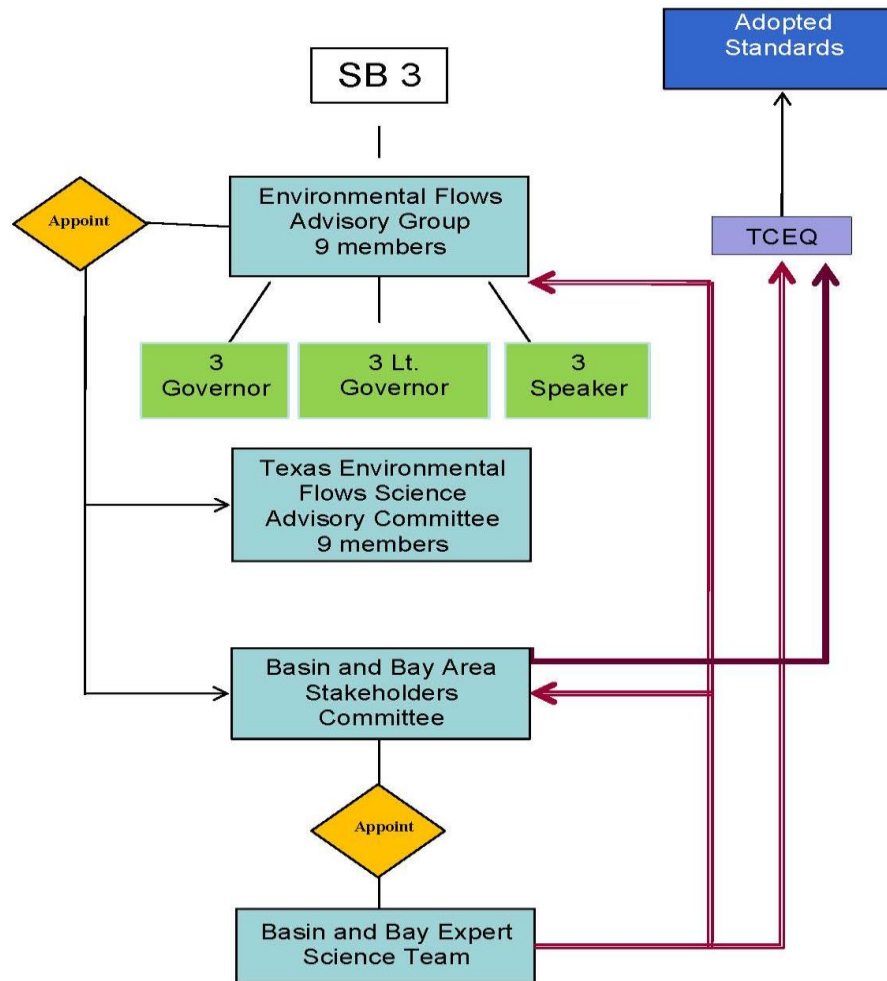 Adopted
Standards
SB 3
Appoint
Environmental Flows
Advisory Group
9 members
TCEQ
3
Governor
3 Lt.
Governor
3
Speaker
Texas Environmental
Flows Science
Advisory Committee
9 members
Basin and Bay Area
Stakeholders
Committee
Appoint
Basin and Bay Expert
Science Team